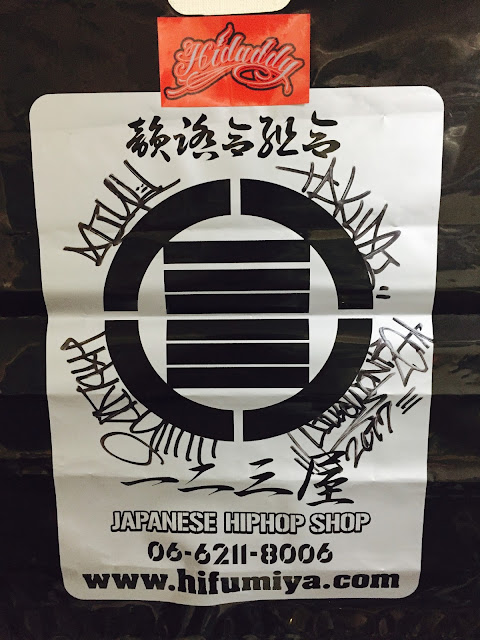 Hidaddy
韻踏合組合
一二三屋
2017
JAPANESE HIPHOP SHOP
06-6211-8006
www.hifumiya.com